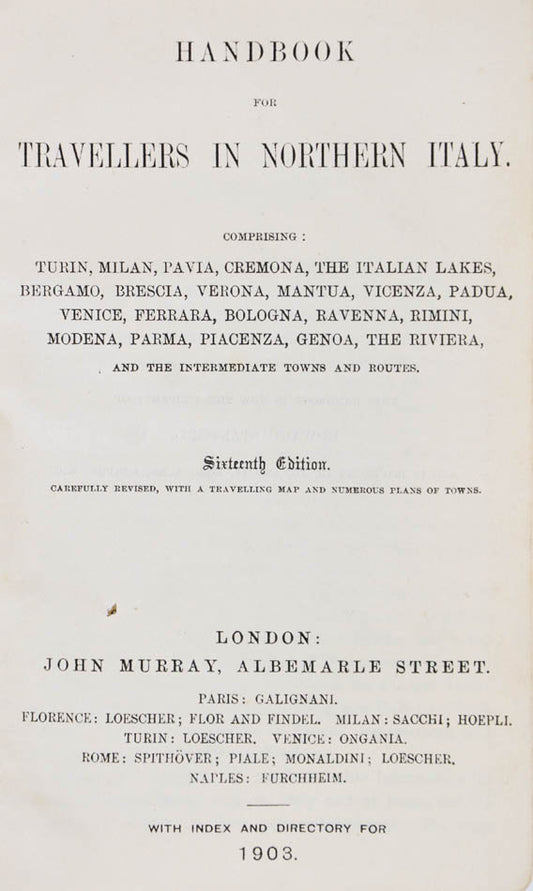 HANDBOOK
FOR
TRAVELLERS IN NORTHERN ITALY.
COMPRISING :
TURIN, MILAN, PAVIA, CREMONA, THE ITALIAN LAKES,
BERGAMO, BRESCIA, VERONA, MANTUA, VICENZA, PADUA,
VENICE, FERRARA, BOLOGNA, RAVENNA, RIMINI,
MODENA, PARMA, PIACENZA, GENOA, THE RIVIERA,
AND THE INTERMEDIATE TOWNS AND ROUTES.
Sixteenth Edition.
CAREFULLY REVISED, WITH A TRAVELLING MAP AND NUMEROUS PLANS OF TOWNS.
LONDON:
JOHN MURRAY, ALBEMARLE STREET.
PARIS: GALIGNANI.
FLORENCE: LOESCHER; FLOR AND FINDEL. MILAN: SACCHI; HOEPLI.
TURIN: LOESCHER. VENICE: ONGANIA.
ROME: SPITHÖVER; PIALE; MONALDINI; LOESCHER.
NAPLES: FURCHHEIM.
WITH INDEX AND DIRECTORY FOR
1903.